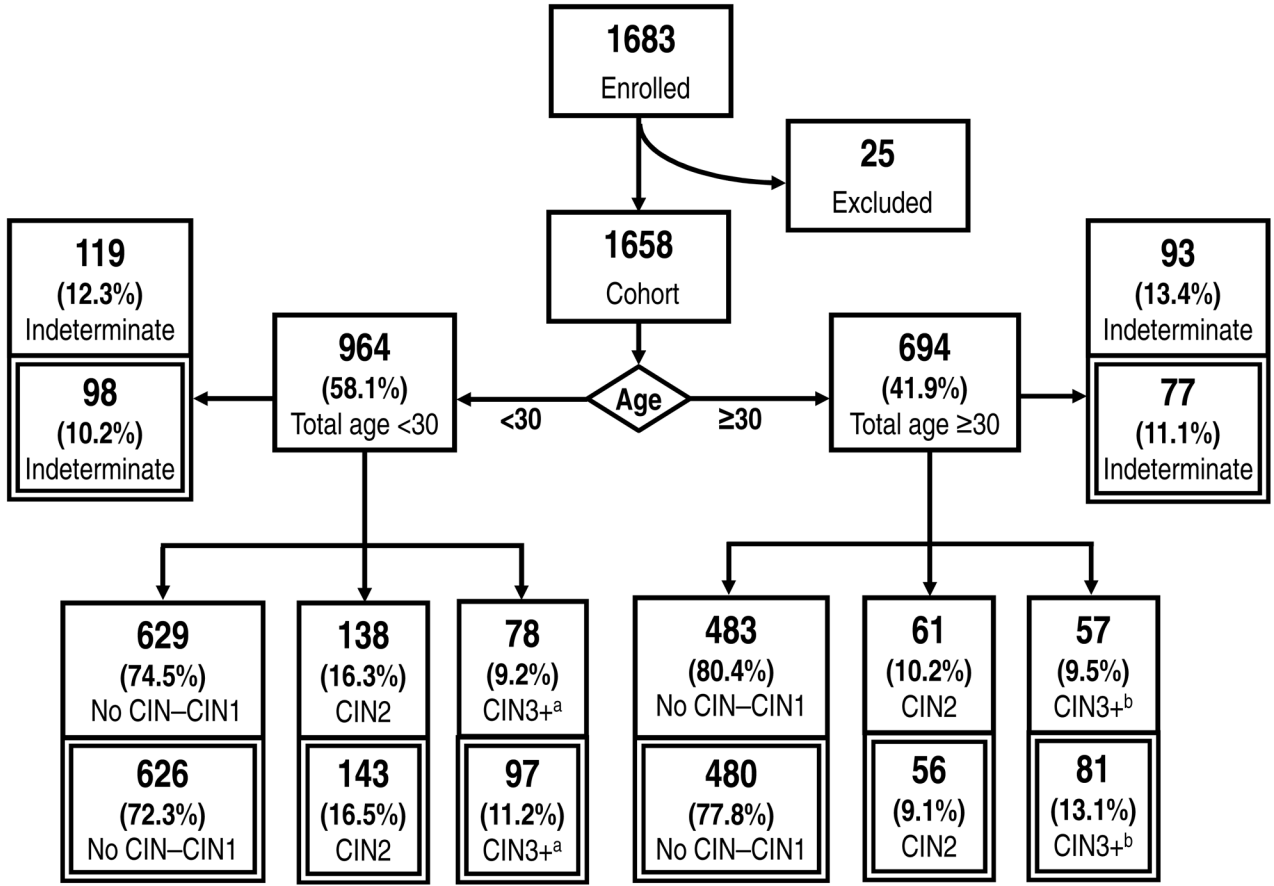 1683
Enrolled
25
Excluded
1658
Cohort
119
(12.3%)
Indeterminate
98
(10.2%)
Indeterminate
964
(58.1%)
Total age <30
<30
Age
≥30
694
(41.9%)
Total age ≥30
93
(13.4%)
Indeterminate
77
(11.1%)
Indeterminate
629
(74.5%)
No CIN–CIN1
626
(72.3%)
No CIN–CIN1
138
(16.3%)
CIN2
143
(16.5%)
CIN2
78
(9.2%)
CIN3+ᵃ
97
(11.2%)
CIN3+ᵃ
483
(80.4%)
No CIN–CIN1
480
(77.8%)
No CIN–CIN1
61
(10.2%)
CIN2
56
(9.1%)
CIN2
57
(9.5%)
CIN3+ᵇ
81
(13.1%)
CIN3+ᵇ